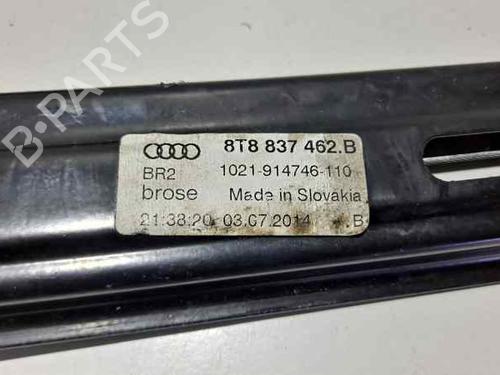 B-PARTS
8T8 837 462.B
BR2 1021-914746-110
brose Made in Slovakia
21:38:20 03.07.2014 .B